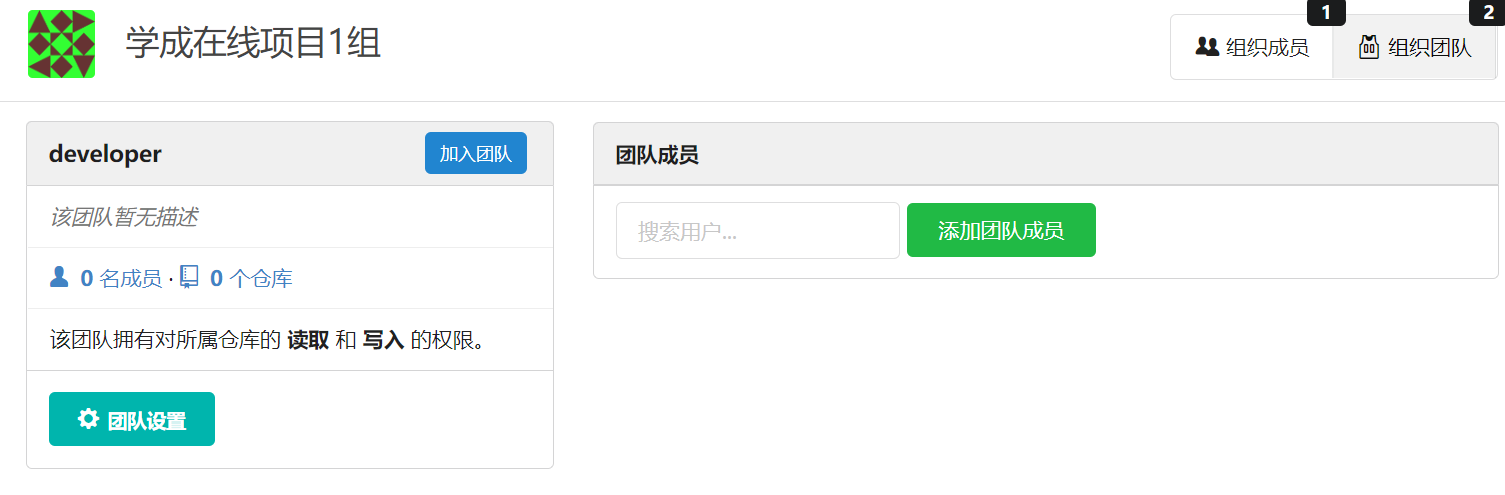 学成在线项目1组
1
组织成员
2
组织团队
developer
加入团队
该团队暂无描述
0 名成员 · 0 个仓库
该团队拥有对所属仓库的 读取 和 写入 的权限。
团队设置
团队成员
搜索用户...
添加团队成员